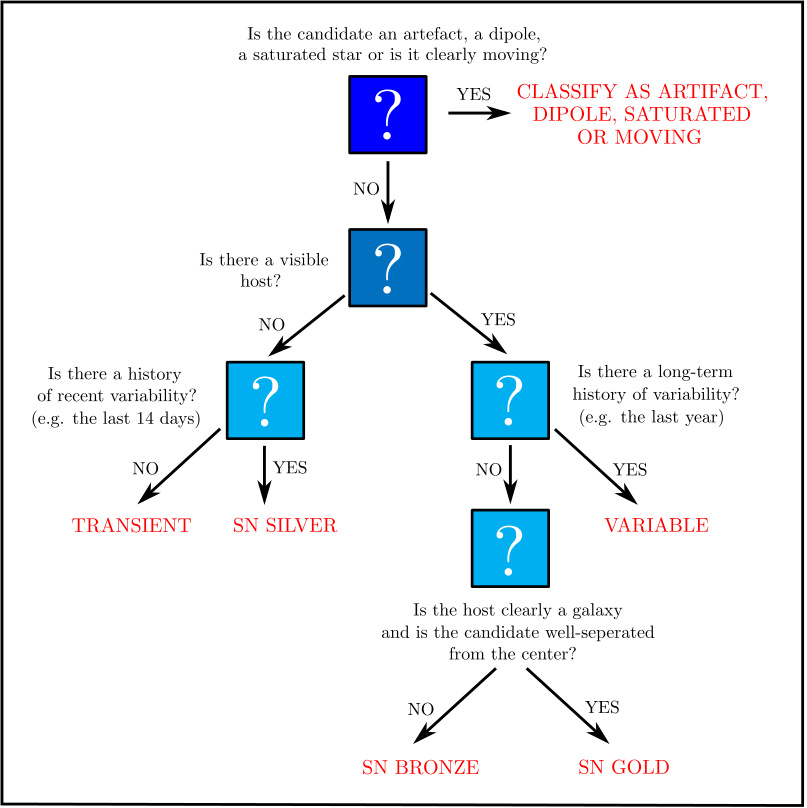 Is the candidate an artefact, a dipole,
a saturated star or is it clearly moving?
?
YES
CLASSIFY AS ARTIFACT,
DIPOLE, SATURATED
OR MOVING
NO
Is there a visible
host?
?
NO
YES
Is there a history
of recent variability?
(e.g. the last 14 days)
?
?
Is there a long-term
history of variability?
(e.g. the last year)
NO
YES
NO
YES
TRANSIENT
SN SILVER
VARIABLE
?
Is the host clearly a galaxy
and is the candidate well-seperated
from the center?
NO
YES
SN BRONZE
SN GOLD